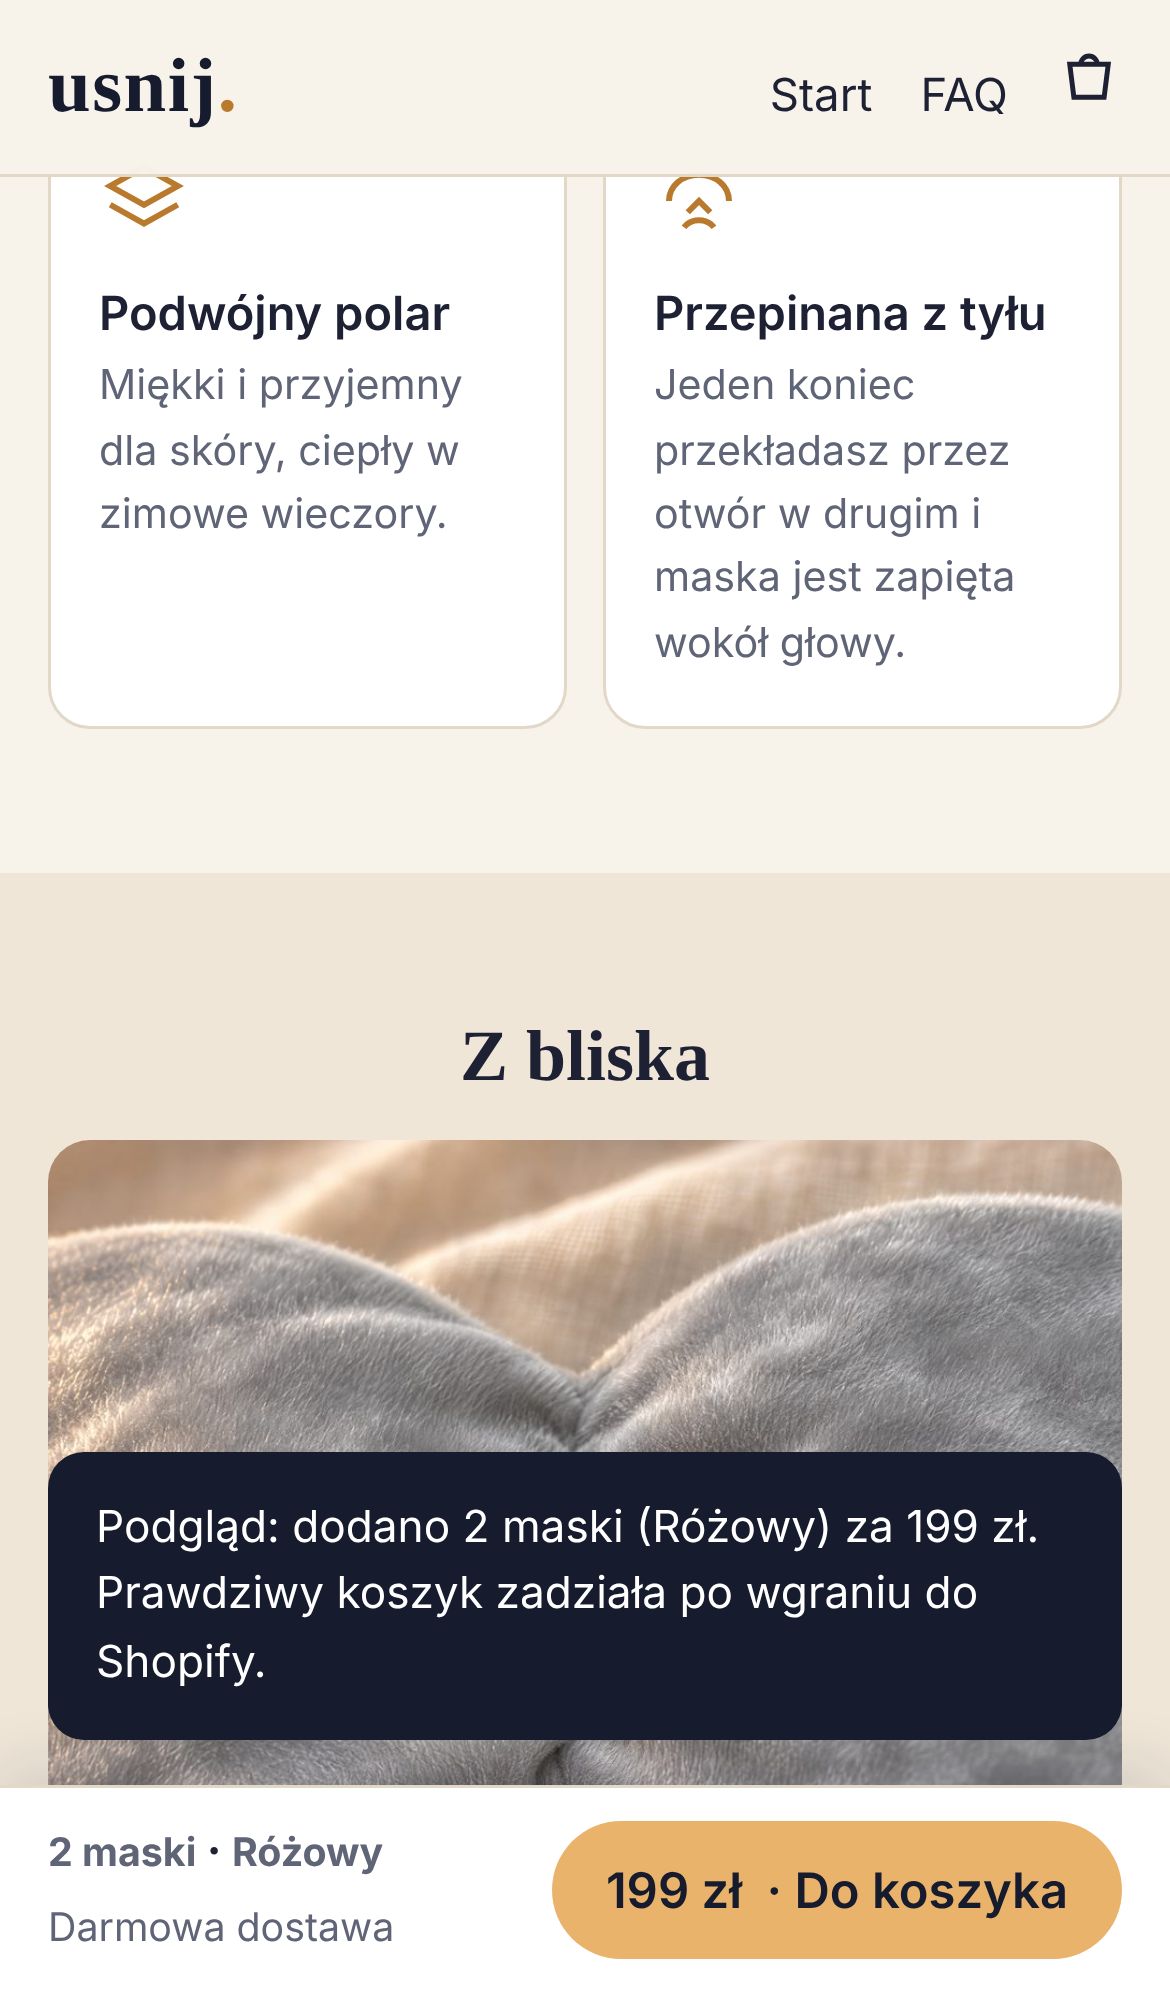 usnij.
Start FAQ
Podwójny polar
Miękki i przyjemny
dla skóry, ciepły w
zimowe wieczory.
Przepinana z tyłu
Jeden koniec
przekładasz przez
otwór w drugim i
maska jest zapięta
wokół głowy.
Z bliska
Podgląd: dodano 2 maski (Różowy) za 199 zł.
Prawdziwy koszyk zadziała po wgraniu do
Shopify.
2 maski · Różowy
Darmowa dostawa
199 zł · Do koszyka